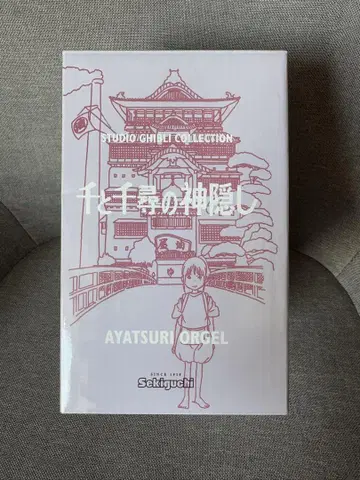 STUDIO GHIBLI COLLECTION
千と千尋の神隠し
AYATSURI ORGEL
SINCE 1918
Sekiguchi